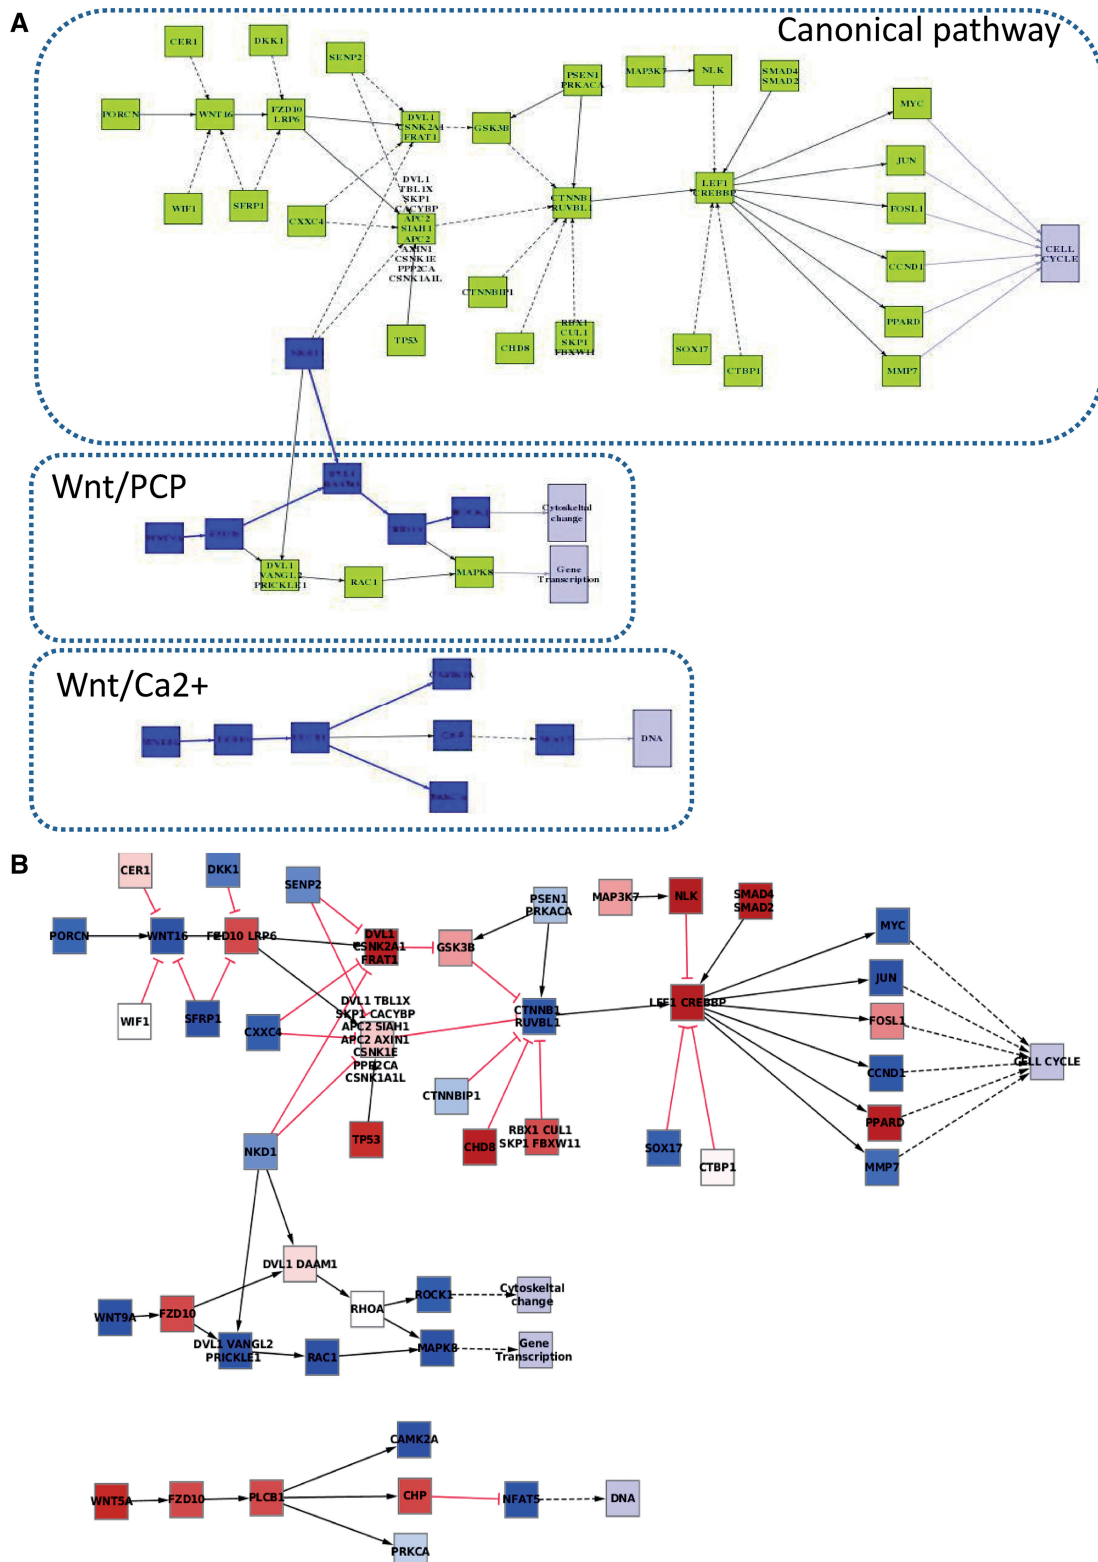 A
Canonical pathway
CER1
DKK1
SENP2
PSEN1
PRKACA
MAP3K7
NLK
SMAD4
SMAD2
MYC
PORCN
WNT16
FZD10
LRP6
DVL1
CSNK2A1
FRAT1
GSK3B
JUN
WIF1
SFRP1
CXXC4
DVL1
TBL1X
SKP1
CACYBP
APC2
SIAH1
APC2
AXIN1
CSNK1E
PPP2CA
CSNK1A1L
CTNNB1
RUVBL1
LEF1
CREBBP
FOSL1
CELL
CYCLE
CCND1
CTNNBIP1
PPARD
TP53
CHD8
RBX1
CUL1
SKP1
FBXW11
SOX17
CTBP1
MMP7
Wnt/PCP
Cytoskeltal
change
DVL1
VANGL2
PRICKLE1
RAC1
MAPK8
Gene
Transcription
Wnt/Ca2+
DNA
B
CER1
DKK1
SENP2
PSEN1
PRKACA
MAP3K7
NLK
SMAD4
SMAD2
MYC
PORCN
WNT16
FZD10 LRP6
DVL1
CSNK2A1
FRAT1
GSK3B
JUN
WIF1
SFRP1
CXXC4
DVL1 TBL1X
SKP1 CACYBP
APC2 SIAH1
APC2 AXIN1
CSNK1E
PPP2CA
CSNK1A1L
CTNNB1
RUVBL1
LEF1 CREBBP
FOSL1
CELL CYCLE
CCND1
CTNNBIP1
PPARD
TP53
CHD8
RBX1 CUL1
SKP1 FBXW11
SOX17
CTBP1
MMP7
NKD1
DVL1 DAAM1
WNT9A
FZD10
RHOA
ROCK1
Cytoskeltal
change
DVL1 VANGL2
PRICKLE1
RAC1
MAPK8
Gene
Transcription
CAMK2A
WNT5A
FZD10
PLCB1
CHP
NFAT5
DNA
PRKCA